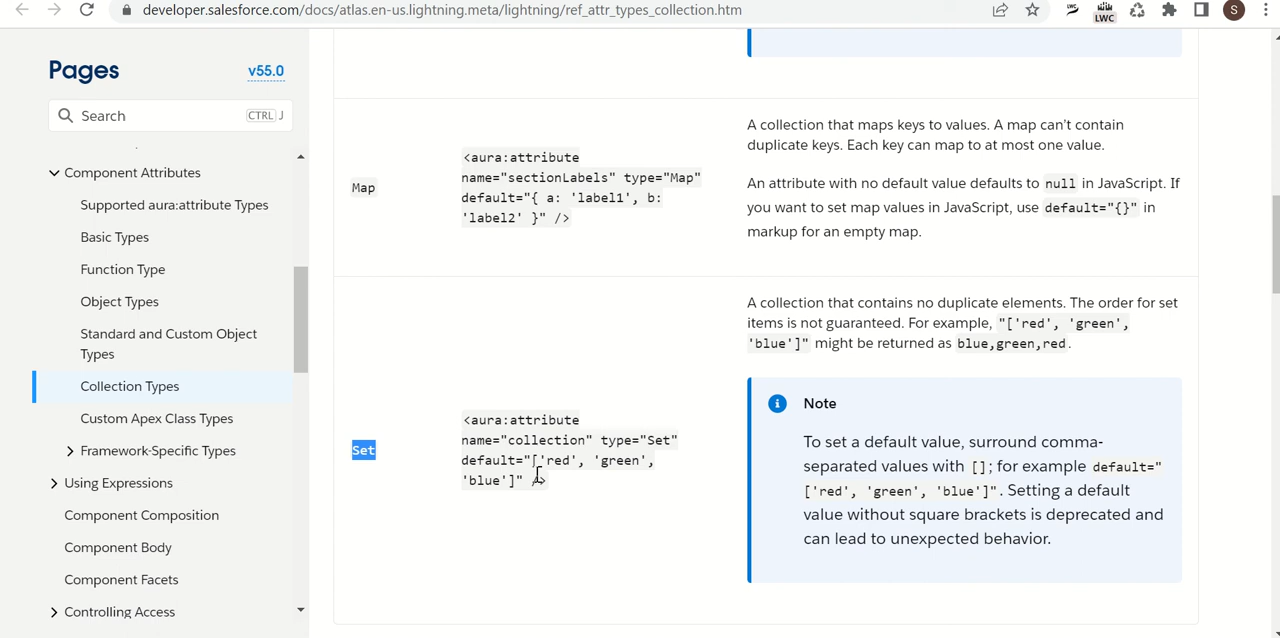 developer.salesforce.com/docs/atlas.en-us.lightning.meta/lightning/ref_attr_types_collection.htm
LWC
LWC
S
Pages
v55.0
Search
CTRL J
Component Attributes
Supported aura:attribute Types
Basic Types
Function Type
Object Types
Standard and Custom Object
Types
Collection Types
Custom Apex Class Types
Framework-Specific Types
Using Expressions
Component Composition
Component Body
Component Facets
Controlling Access
Map
<aura:attribute
name="sectionLabels" type="Map"
default="{ a: 'label1', b:
'label2' }" />
A collection that maps keys to values. A map can’t contain
duplicate keys. Each key can map to at most one value.
An attribute with no default value defaults to null in JavaScript. If
you want to set map values in JavaScript, use default="{}" in
markup for an empty map.
Set
<aura:attribute
name="collection" type="Set"
default="['red', 'green',
'blue']" />
A collection that contains no duplicate elements. The order for set
items is not guaranteed. For example, "['red', 'green',
'blue']" might be returned as blue,green,red.
Note
To set a default value, surround comma-
separated values with []; for example default="
['red', 'green', 'blue']". Setting a default
value without square brackets is deprecated and
can lead to unexpected behavior.